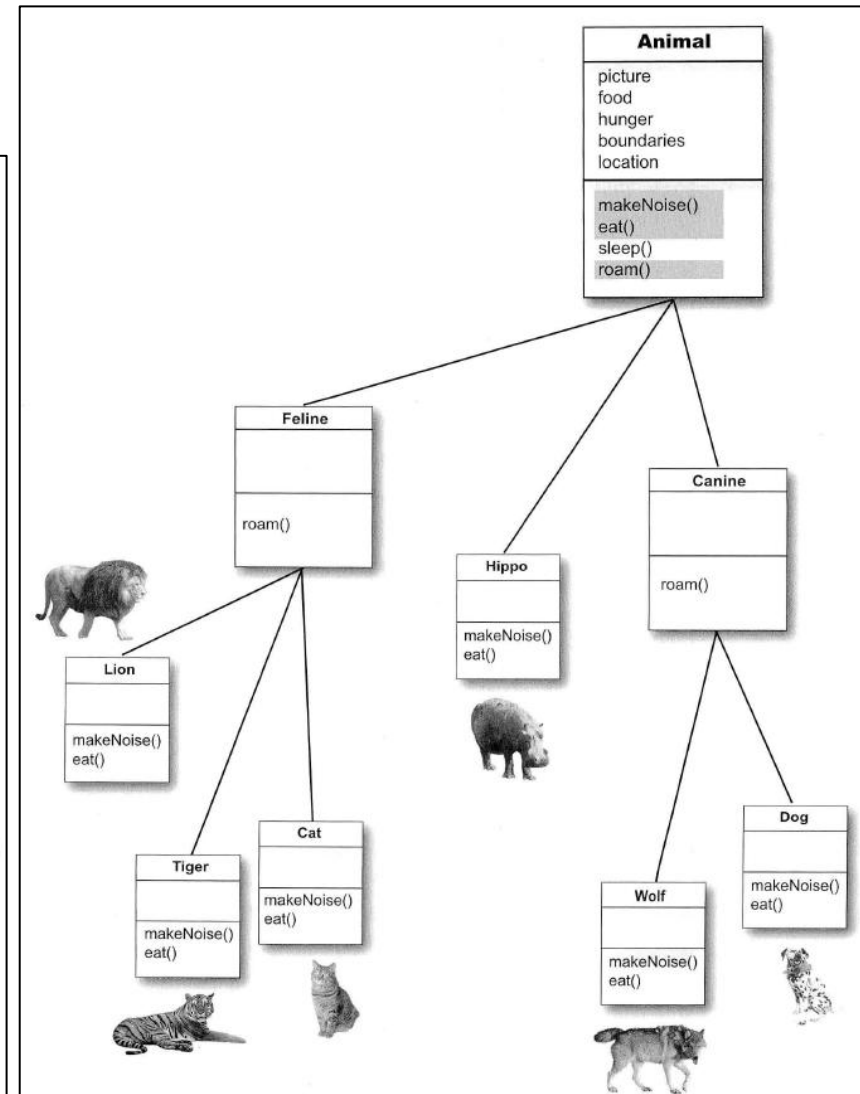 Animal
picture
food
hunger
boundaries
location
makeNoise()
eat()
sleep()
roam()
Feline
roam()
Canine
roam()
Hippo
makeNoise()
eat()
Lion
makeNoise()
eat()
Cat
makeNoise()
eat()
Tiger
makeNoise()
eat()
Dog
makeNoise()
eat()
Wolf
makeNoise()
eat()